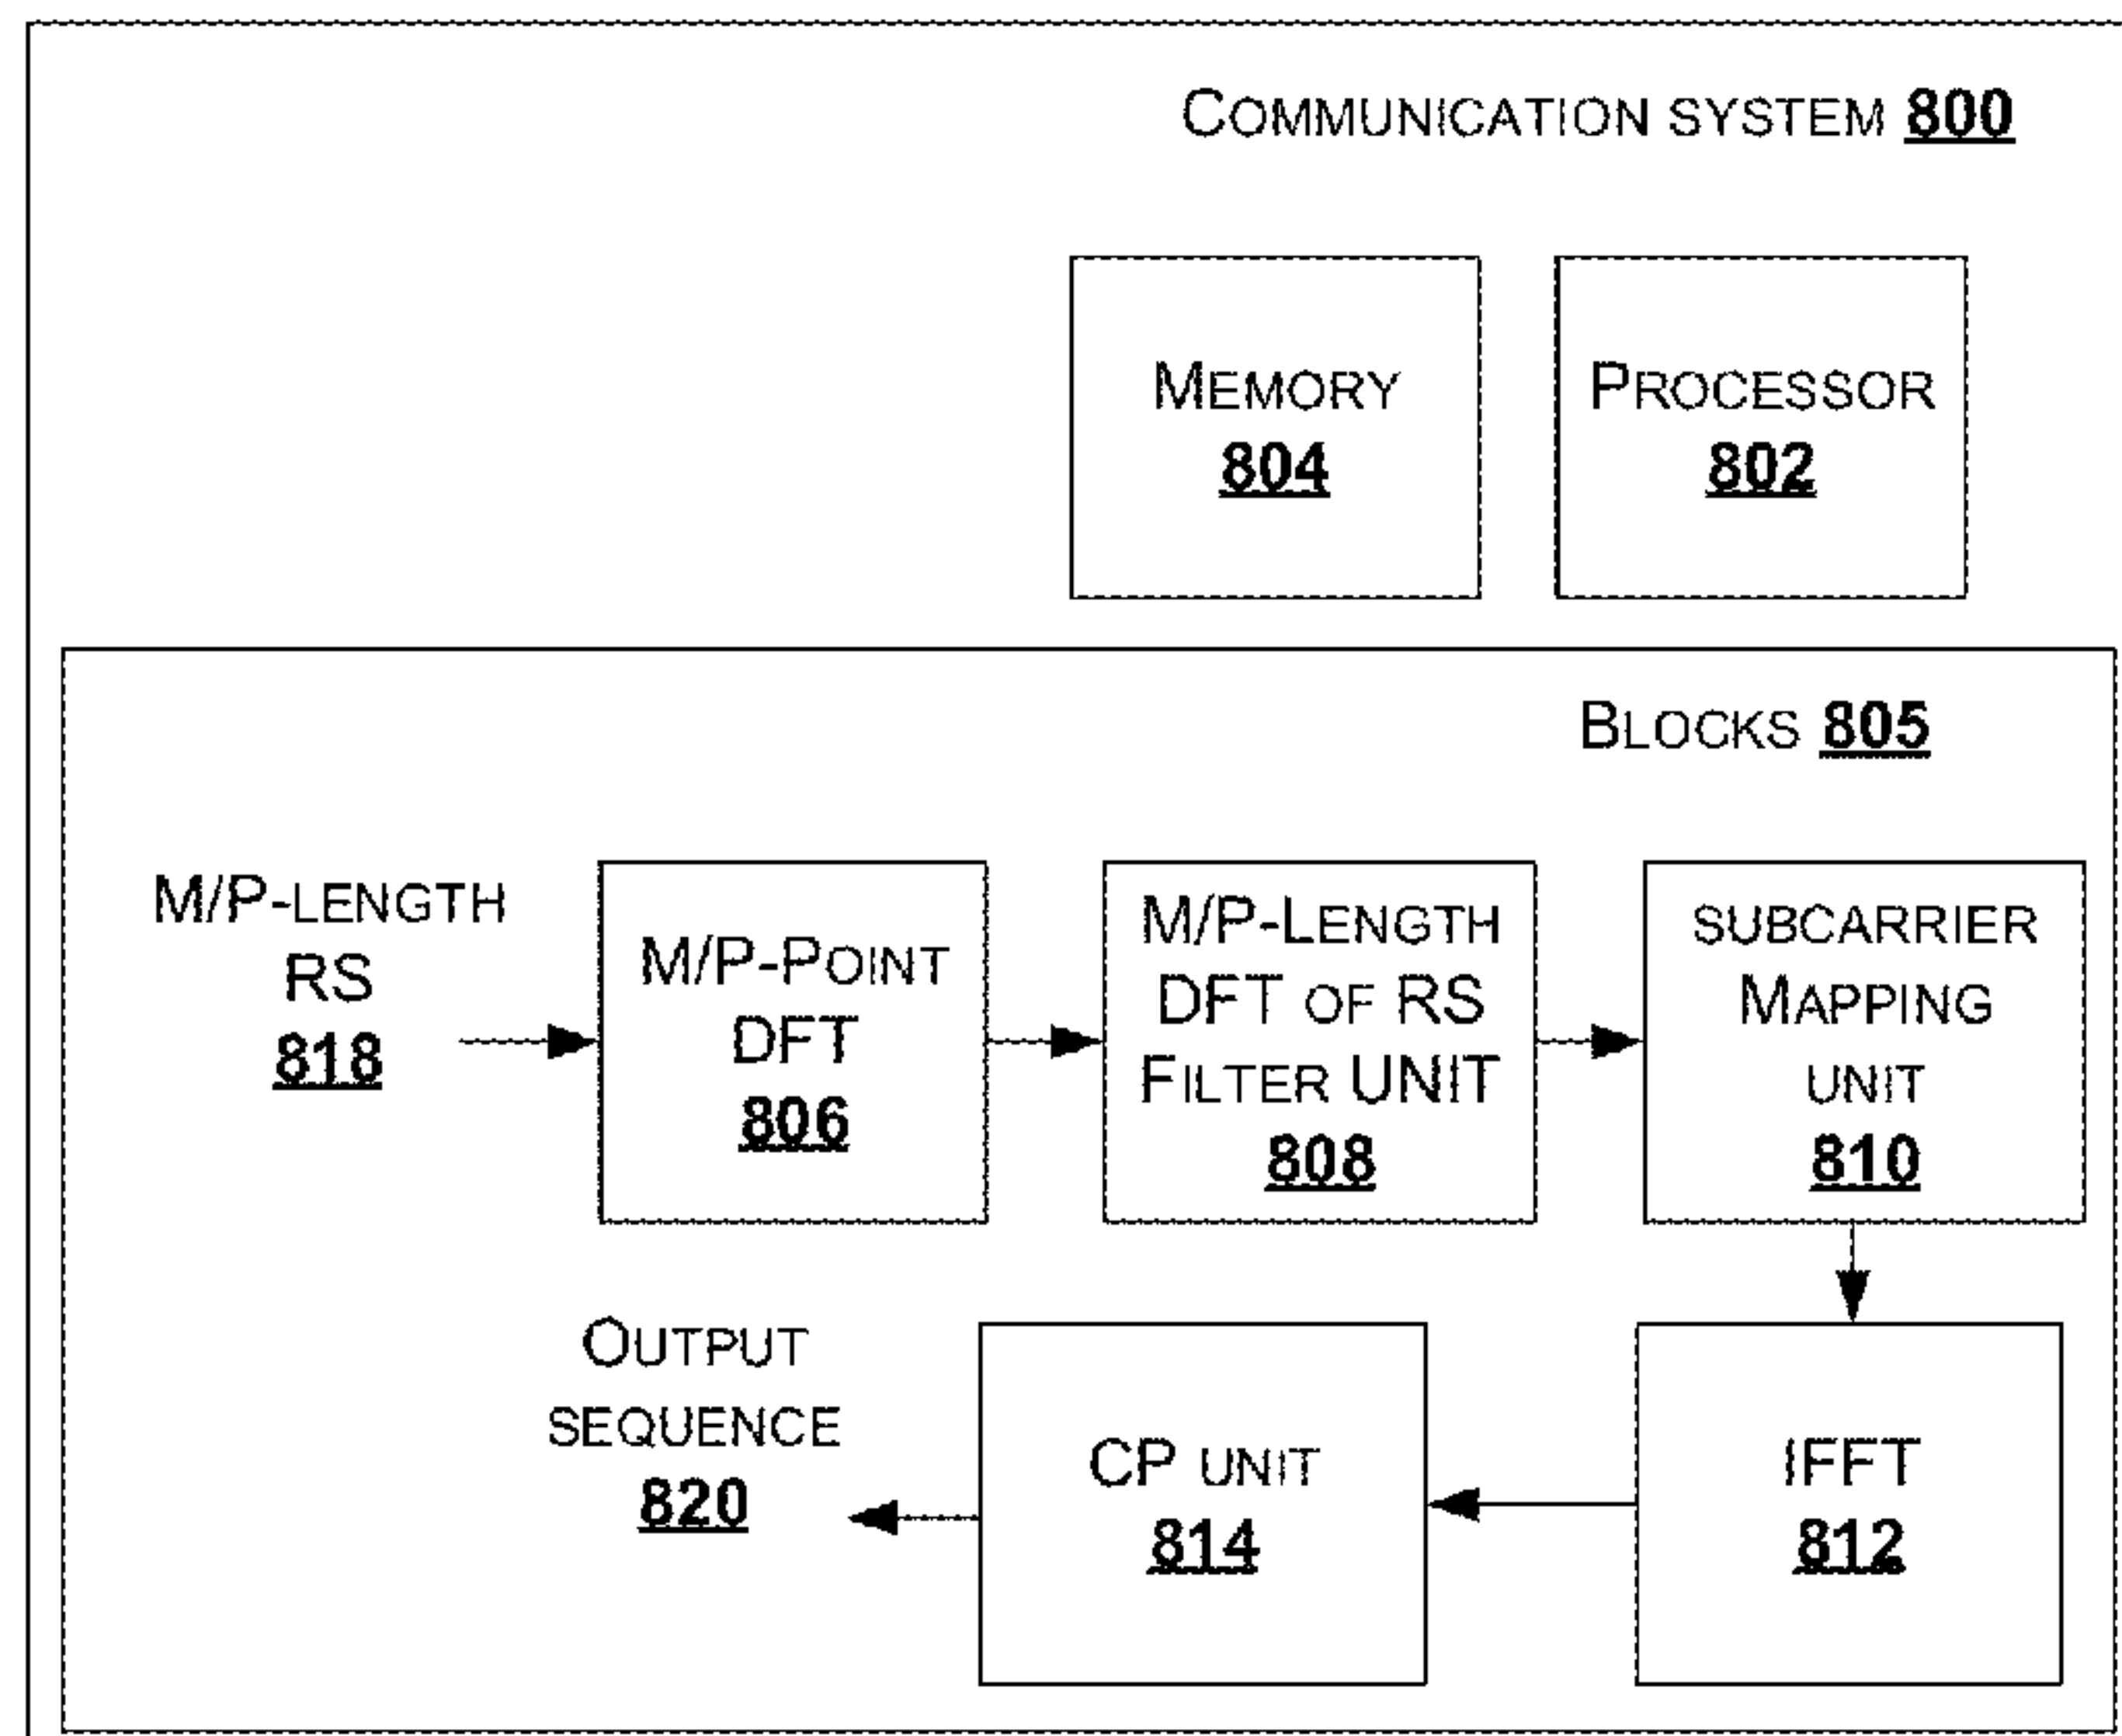 COMMUNICATION SYSTEM 800
MEMORY
804
PROCESSOR
802
BLOCKS 805
M/P-LENGTH
RS
818
M/P-POINT
DFT
806
M/P-LENGTH
DFT OF RS
FILTER UNIT
808
SUBCARRIER
MAPPING
UNIT
810
OUTPUT
SEQUENCE
820
CP UNIT
814
IFFT
812